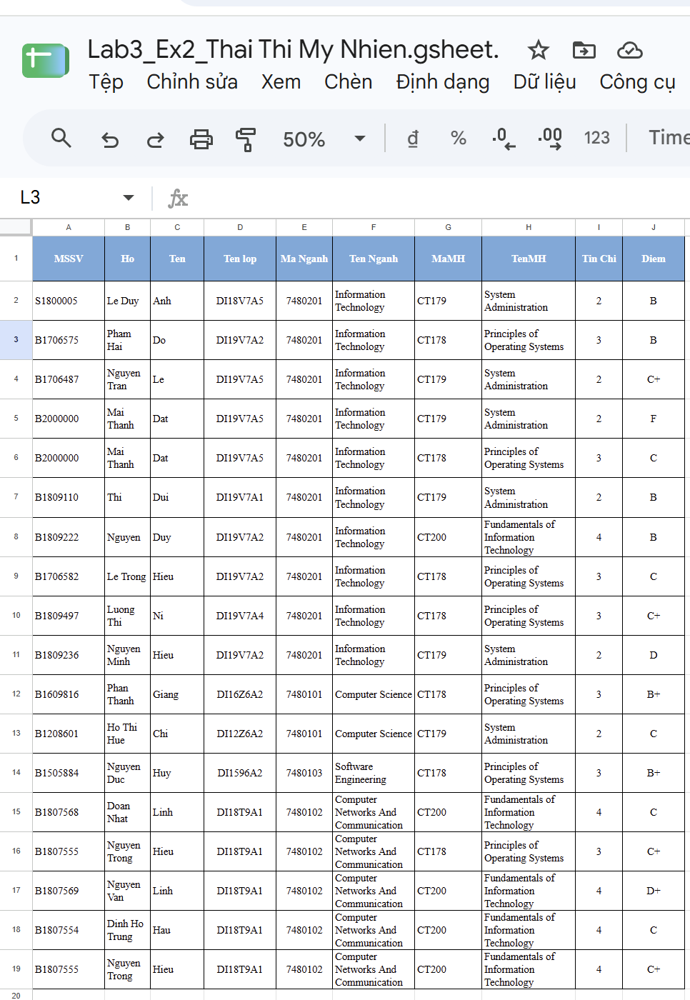 Lab3_Ex2_Thai Thi My Nhien.gsheet.
Tệp Chỉnh sửa Xem Chèn Định dạng Dữ liệu Công cụ
50% đ % .0 .00 123 Time
L3 fx
A B C D E F G H I J
1 MSSV Ho Ten Ten lop Ma Nganh Ten Nganh MaMH TenMH Tin Chi Diem
2 S1800005 Le Duy Anh DI18V7A5 7480201 Information Technology CT179 System Administration 2 B
3 B1706575 Pham Hai Do DI19V7A2 7480201 Information Technology CT178 Principles of Operating Systems 3 B
4 B1706487 Nguyen Tran Le DI19V7A5 7480201 Information Technology CT179 System Administration 2 C+
5 B2000000 Mai Thanh Dat DI19V7A5 7480201 Information Technology CT179 System Administration 2 F
6 B2000000 Mai Thanh Dat DI19V7A5 7480201 Information Technology CT178 Principles of Operating Systems 3 C
7 B1809110 Thi Dui DI19V7A1 7480201 Information Technology CT179 System Administration 2 B
8 B1809222 Nguyen Duy DI19V7A2 7480201 Information Technology CT200 Fundamentals of Information Technology 4 B
9 B1706582 Le Trong Hieu DI19V7A2 7480201 Information Technology CT178 Principles of Operating Systems 3 C
10 B1809497 Luong Thi Ni DI19V7A4 7480201 Information Technology CT178 Principles of Operating Systems 3 C+
11 B1809236 Nguyen Minh Hieu DI19V7A2 7480201 Information Technology CT179 System Administration 2 D
12 B1609816 Phan Thanh Giang DI16Z6A2 7480101 Computer Science CT178 Principles of Operating Systems 3 B+
13 B1208601 Ho Thi Hue Chi DI12Z6A2 7480101 Computer Science CT179 System Administration 2 C
14 B1505884 Nguyen Duc Huy DI1596A2 7480103 Software Engineering CT178 Principles of Operating Systems 3 B+
15 B1807568 Doan Nhat Linh DI18T9A1 7480102 Computer Networks And Communication CT200 Fundamentals of Information Technology 4 C
16 B1807555 Nguyen Trong Hieu DI18T9A1 7480102 Computer Networks And Communication CT178 Principles of Operating Systems 3 C+
17 B1807569 Nguyen Van Linh DI18T9A1 7480102 Computer Networks And Communication CT200 Fundamentals of Information Technology 4 D+
18 B1807554 Dinh Ho Trung Hau DI18T9A1 7480102 Computer Networks And Communication CT200 Fundamentals of Information Technology 4 C
19 B1807555 Nguyen Trong Hieu DI18T9A1 7480102 Computer Networks And Communication CT200 Fundamentals of Information Technology 4 C+
20